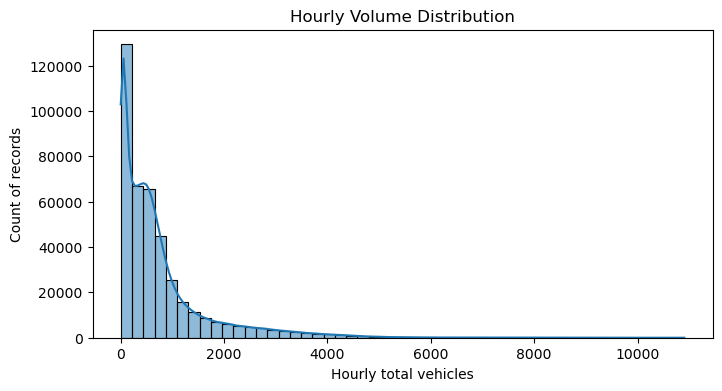 Hourly Volume Distribution
120000
100000
80000
60000
40000
20000
0
Count of records
0 2000 4000 6000 8000 10000
Hourly total vehicles